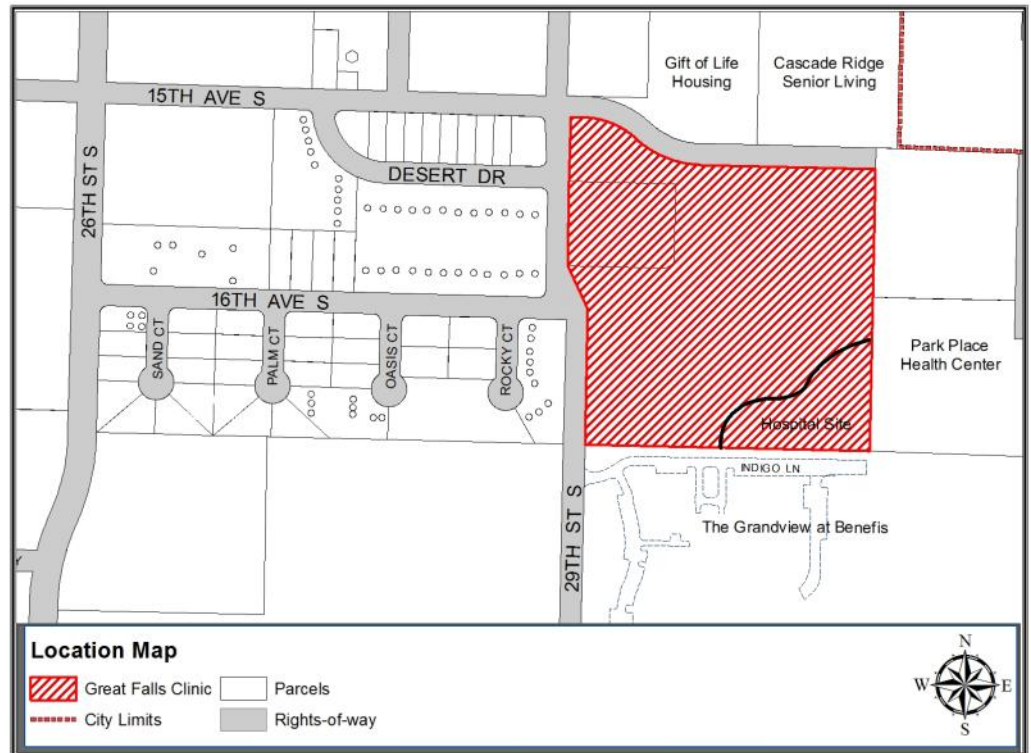 Gift of Life
Housing
Cascade Ridge
Senior Living
15TH AVE S
DESERT DR
26TH ST S
16TH AVE S
SAND CT
PALM CT
OASIS CT
ROCKY CT
Park Place
Health Center
Hospital Site
INDIGO LN
29TH ST S
The Grandview at Benefis
Y
Location Map
Great Falls Clinic
Parcels
City Limits
Rights-of-way
N
W
E
S